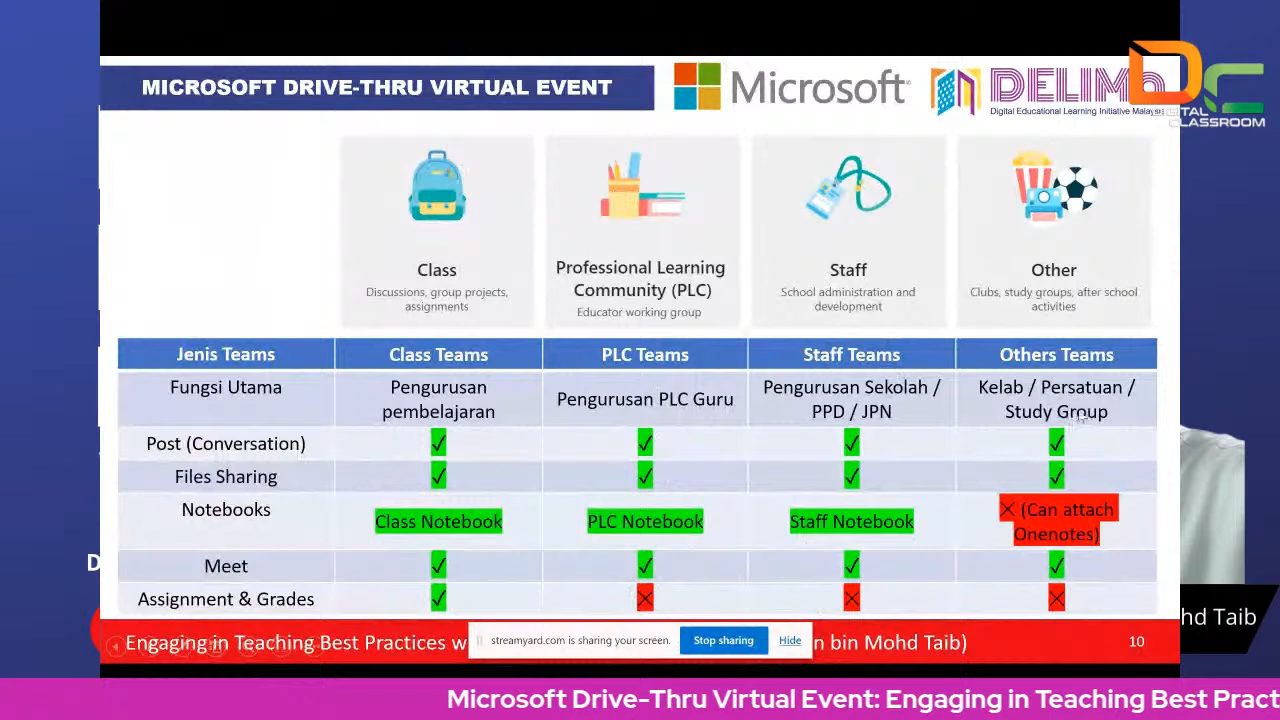 MICROSOFT DRIVE-THRU VIRTUAL EVENT
Microsoft
Digital Educational Learning Initiative Malaysia
CLASSROOM
Class
Discussions, group projects,
assignments
Professional Learning
Community (PLC)
Educator working group
Staff
School administration and
development
Other
Clubs, study groups, after school
activities
Jenis Teams Class Teams PLC Teams Staff Teams Others Teams
Fungsi Utama
Pengurusan
pembelajaran
Pengurusan PLC Guru
Pengurusan Sekolah /
PPD / JPN
Kelab / Persatuan /
Study Group
Post (Conversation) ✓ ✓ ✓ ✓
Files Sharing ✓ ✓ ✓ ✓
Notebooks
Class Notebook
PLC Notebook
Staff Notebook
✕ (Can attach
Onenotes)
Meet ✓ ✓ ✓ ✓
Assignment & Grades ✓ ✕ ✕ ✕
Engaging in Teaching Best Practices w
streamyard.com is sharing your screen. Stop sharing Hide
n bin Mohd Taib)
10
D
hd Taib
Microsoft Drive-Thru Virtual Event: Engaging in Teaching Best Pract